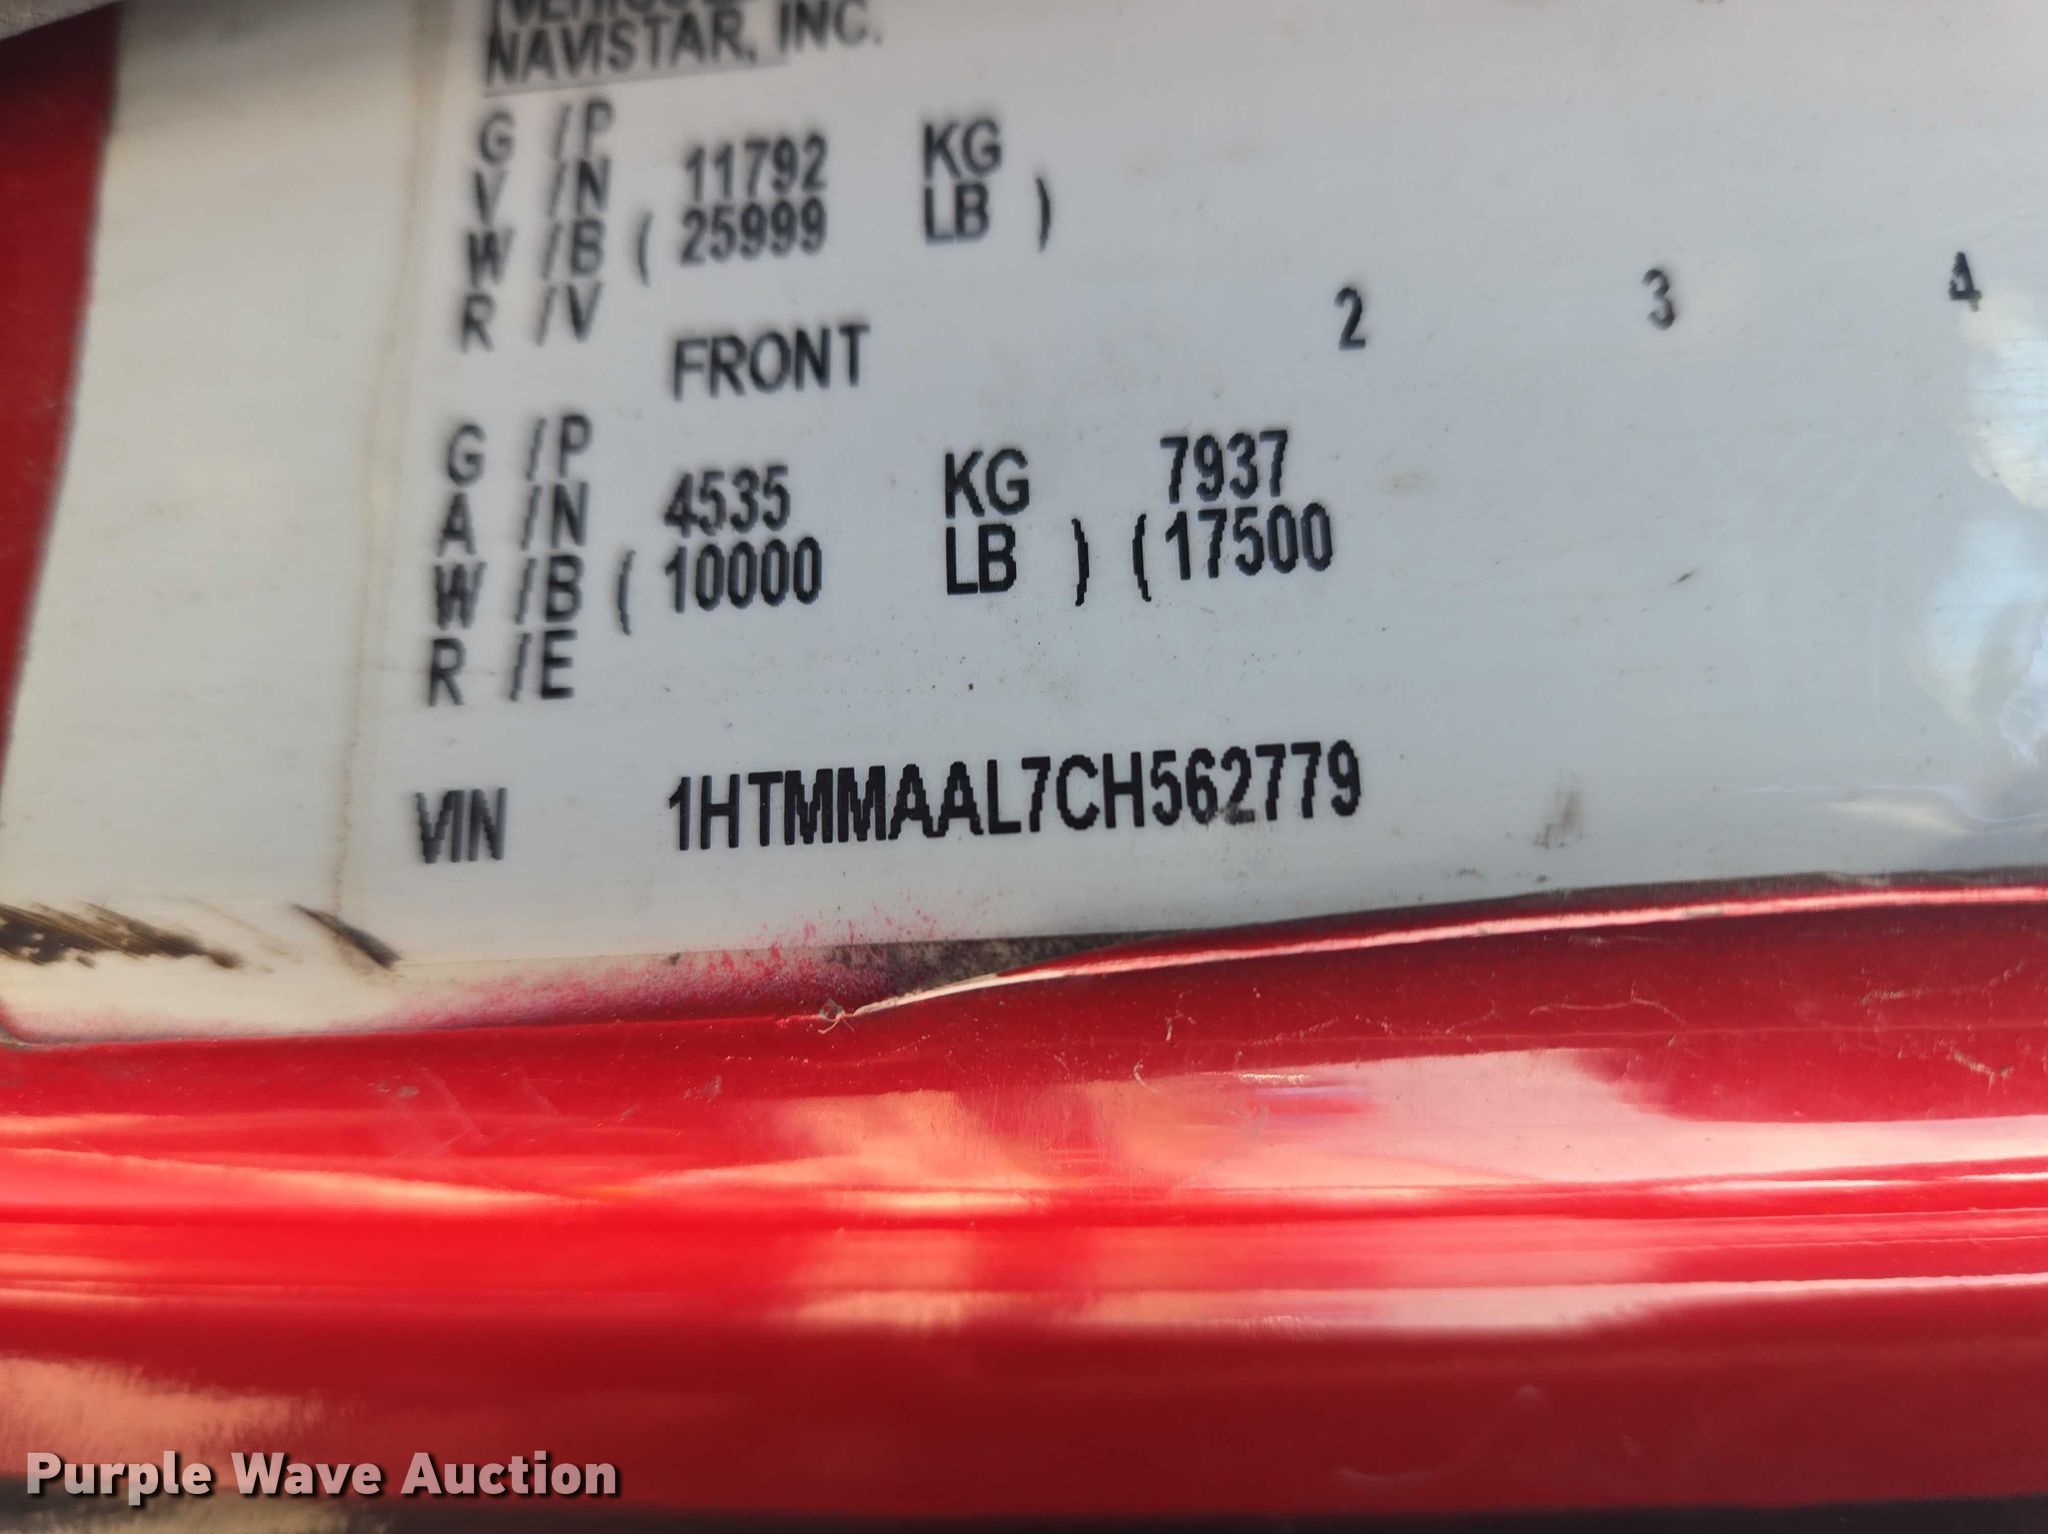 NAVISTAR, INC.
G /P
V /N 11792 KG
W /B ( 25999 LB )
R /V
FRONT 2 3 4
G /P
A /N 4535 KG 7937
W /B ( 10000 LB ) ( 17500
R /E
VIN 1HTMMAAL7CH562779
Purple Wave Auction